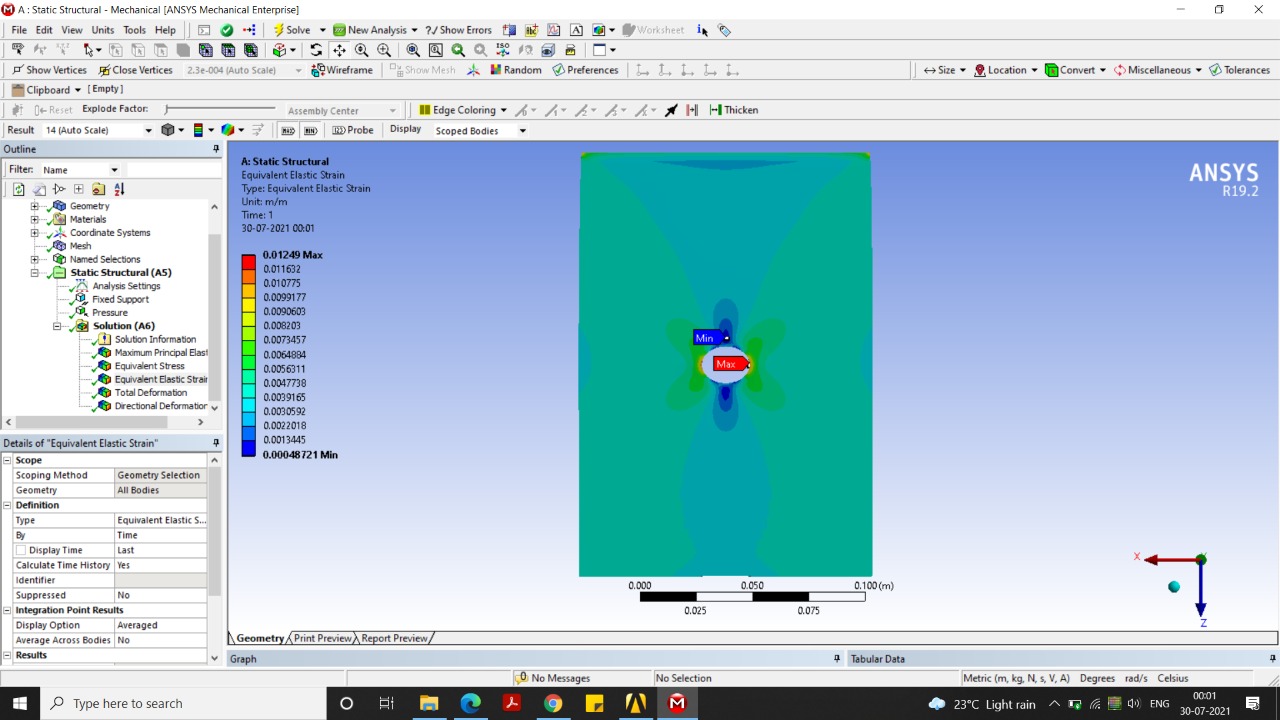 A : Static Structural - Mechanical [ANSYS Mechanical Enterprise]
File Edit View Units Tools Help Solve New Analysis ?/ Show Errors Worksheet
Show Vertices Close Vertices 2.3e-004 (Auto Scale) Wireframe Show Mesh Random Preferences Size Location Convert Miscellaneous Tolerances
Clipboard [Empty]
Reset Explode Factor: Assembly Center Edge Coloring Thicken
Result 14 (Auto Scale) Probe Display Scoped Bodies
Outline
Filter: Name
Geometry
Materials
Coordinate Systems
Mesh
Named Selections
Static Structural (A5)
Analysis Settings
Fixed Support
Pressure
Solution (A6)
Solution Information
Maximum Principal Elast
Equivalent Stress
Equivalent Elastic Strain
Total Deformation
Directional Deformation
Details of "Equivalent Elastic Strain"
Scope
Scoping Method Geometry Selection
Geometry All Bodies
Definition
Type Equivalent Elastic S...
By Time
Display Time Last
Calculate Time History Yes
Identifier
Suppressed No
Integration Point Results
Display Option Averaged
Average Across Bodies No
Results
A: Static Structural
Equivalent Elastic Strain
Type: Equivalent Elastic Strain
Unit: m/m
Time: 1
30-07-2021 00:01
0.01249 Max
0.011632
0.010775
0.0099177
0.0090603
0.008203
0.0073457
0.0064884
0.0056311
0.0047738
0.0039165
0.0030592
0.0022018
0.0013445
0.00048721 Min
Min
Max
ANSYS
R19.2
0.000 0.050 0.100 (m)
0.025 0.075
X
Y
Z
Geometry Print Preview Report Preview
Graph
Tabular Data
No Messages No Selection Metric (m, kg, N, s, V, A) Degrees rad/s Celsius
Type here to search
23°C Light rain ENG
00:01
30-07-2021